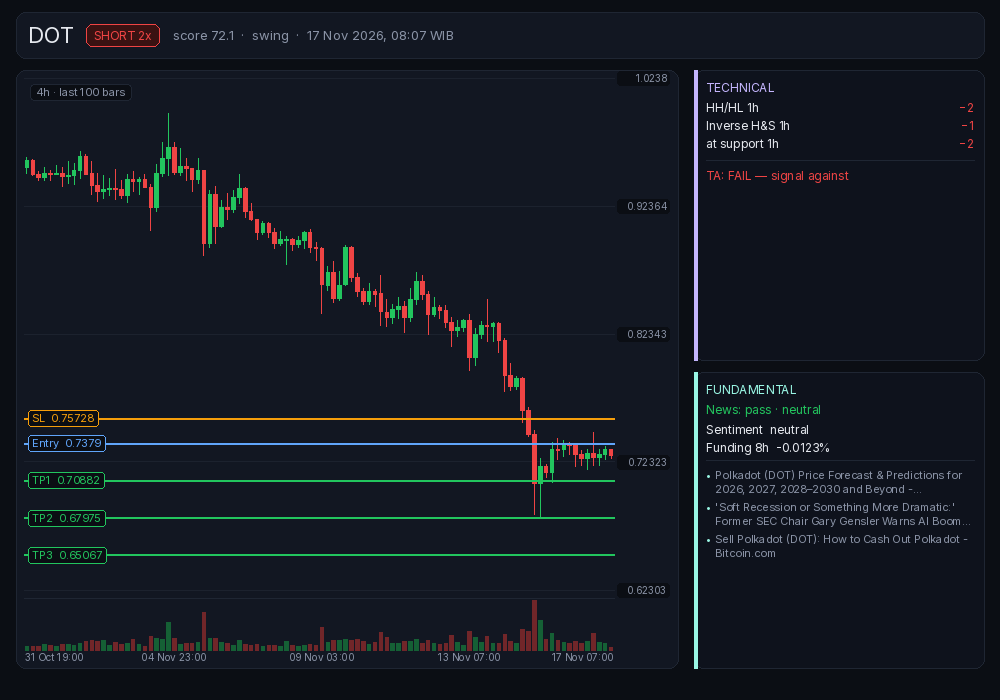 DOT SHORT 2x score 72.1 · swing · 17 Nov 2026, 08:07 WIB
4h · last 100 bars
1.0238
0.92364
0.82343
0.72323
0.62303
SL 0.75728
Entry 0.7379
TP1 0.70882
TP2 0.67975
TP3 0.65067
31 Oct 19:00 04 Nov 23:00 09 Nov 03:00 13 Nov 07:00 17 Nov 07:00
TECHNICAL
HH/HL 1h −2
Inverse H&S 1h −1
at support 1h −2
TA: FAIL — signal against
FUNDAMENTAL
News: pass · neutral
Sentiment neutral
Funding 8h -0.0123%
• Polkadot (DOT) Price Forecast & Predictions for
2026, 2027, 2028–2030 and Beyond -…
• 'Soft Recession or Something More Dramatic:'
Former SEC Chair Gary Gensler Warns AI Boom…
• Sell Polkadot (DOT): How to Cash Out Polkadot -
Bitcoin.com